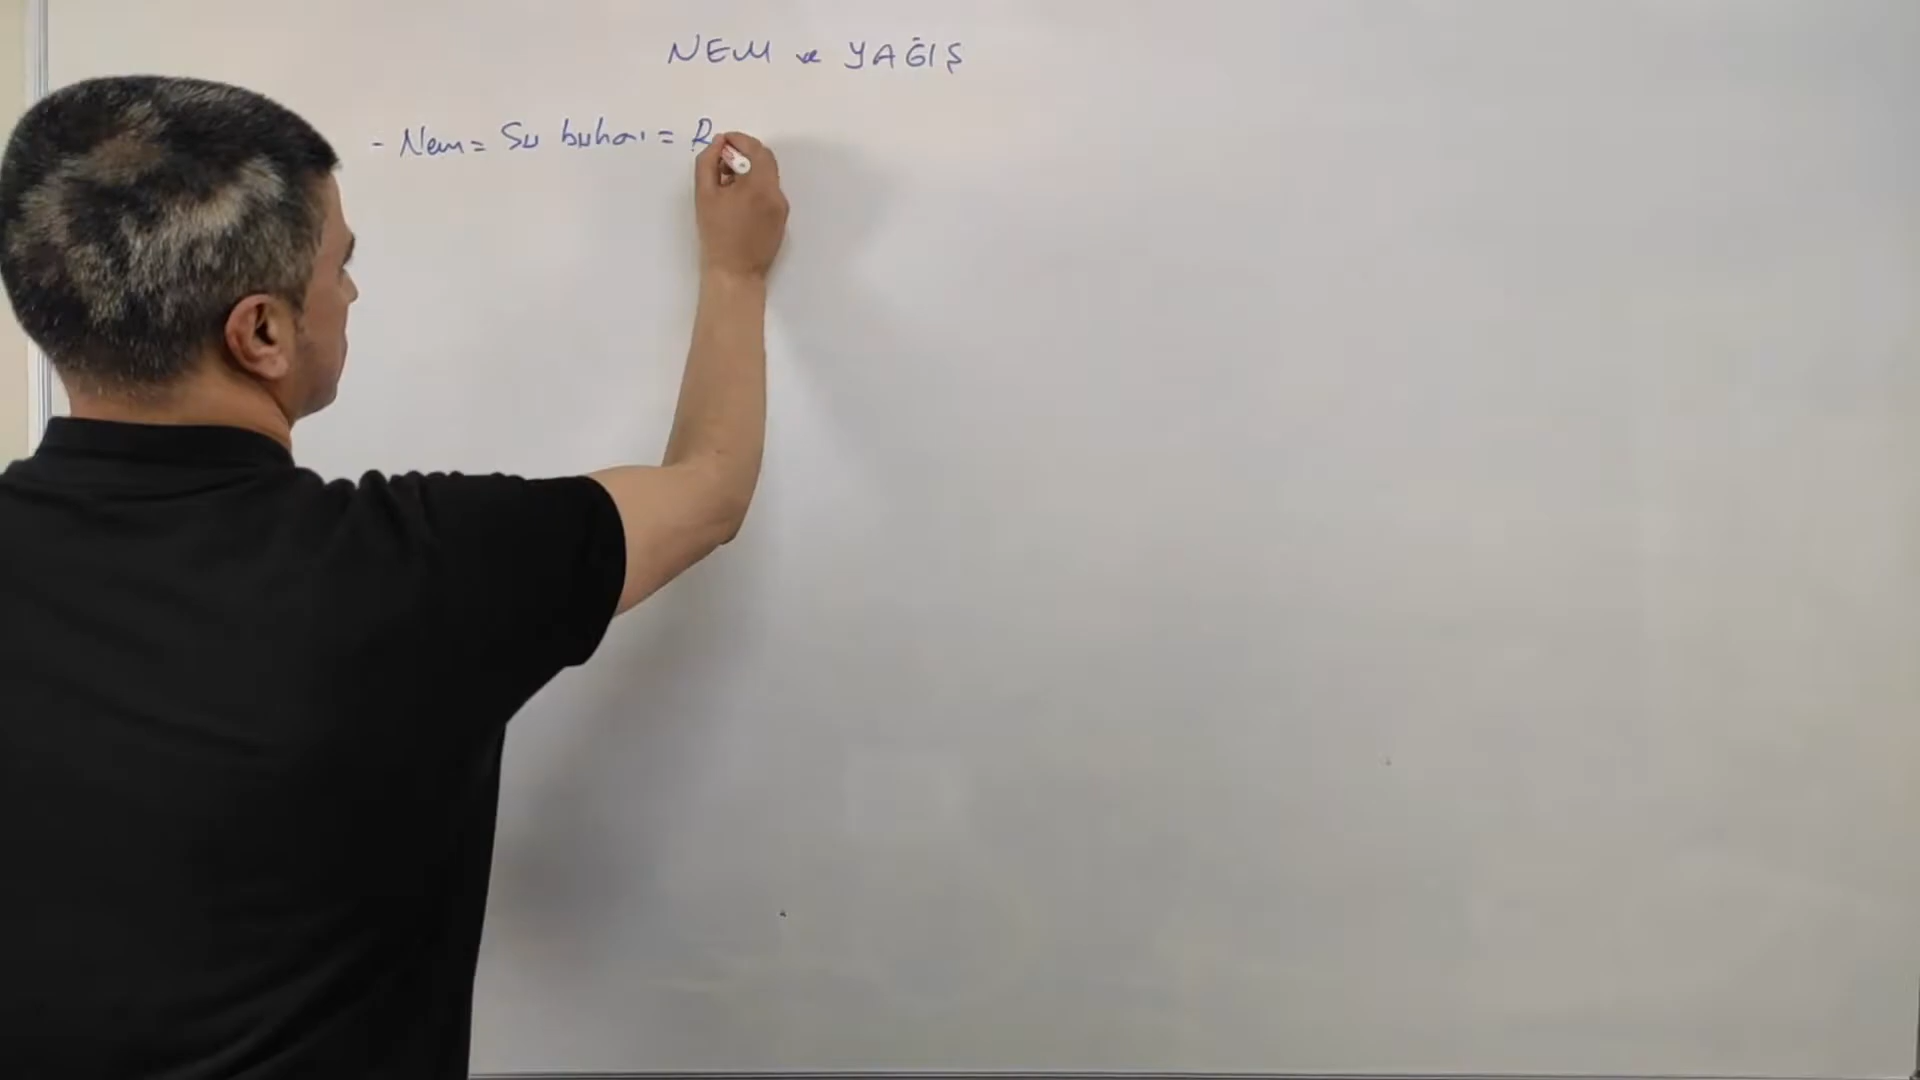 NEM ve YAĞIŞ
- Nem = Su buharı = R